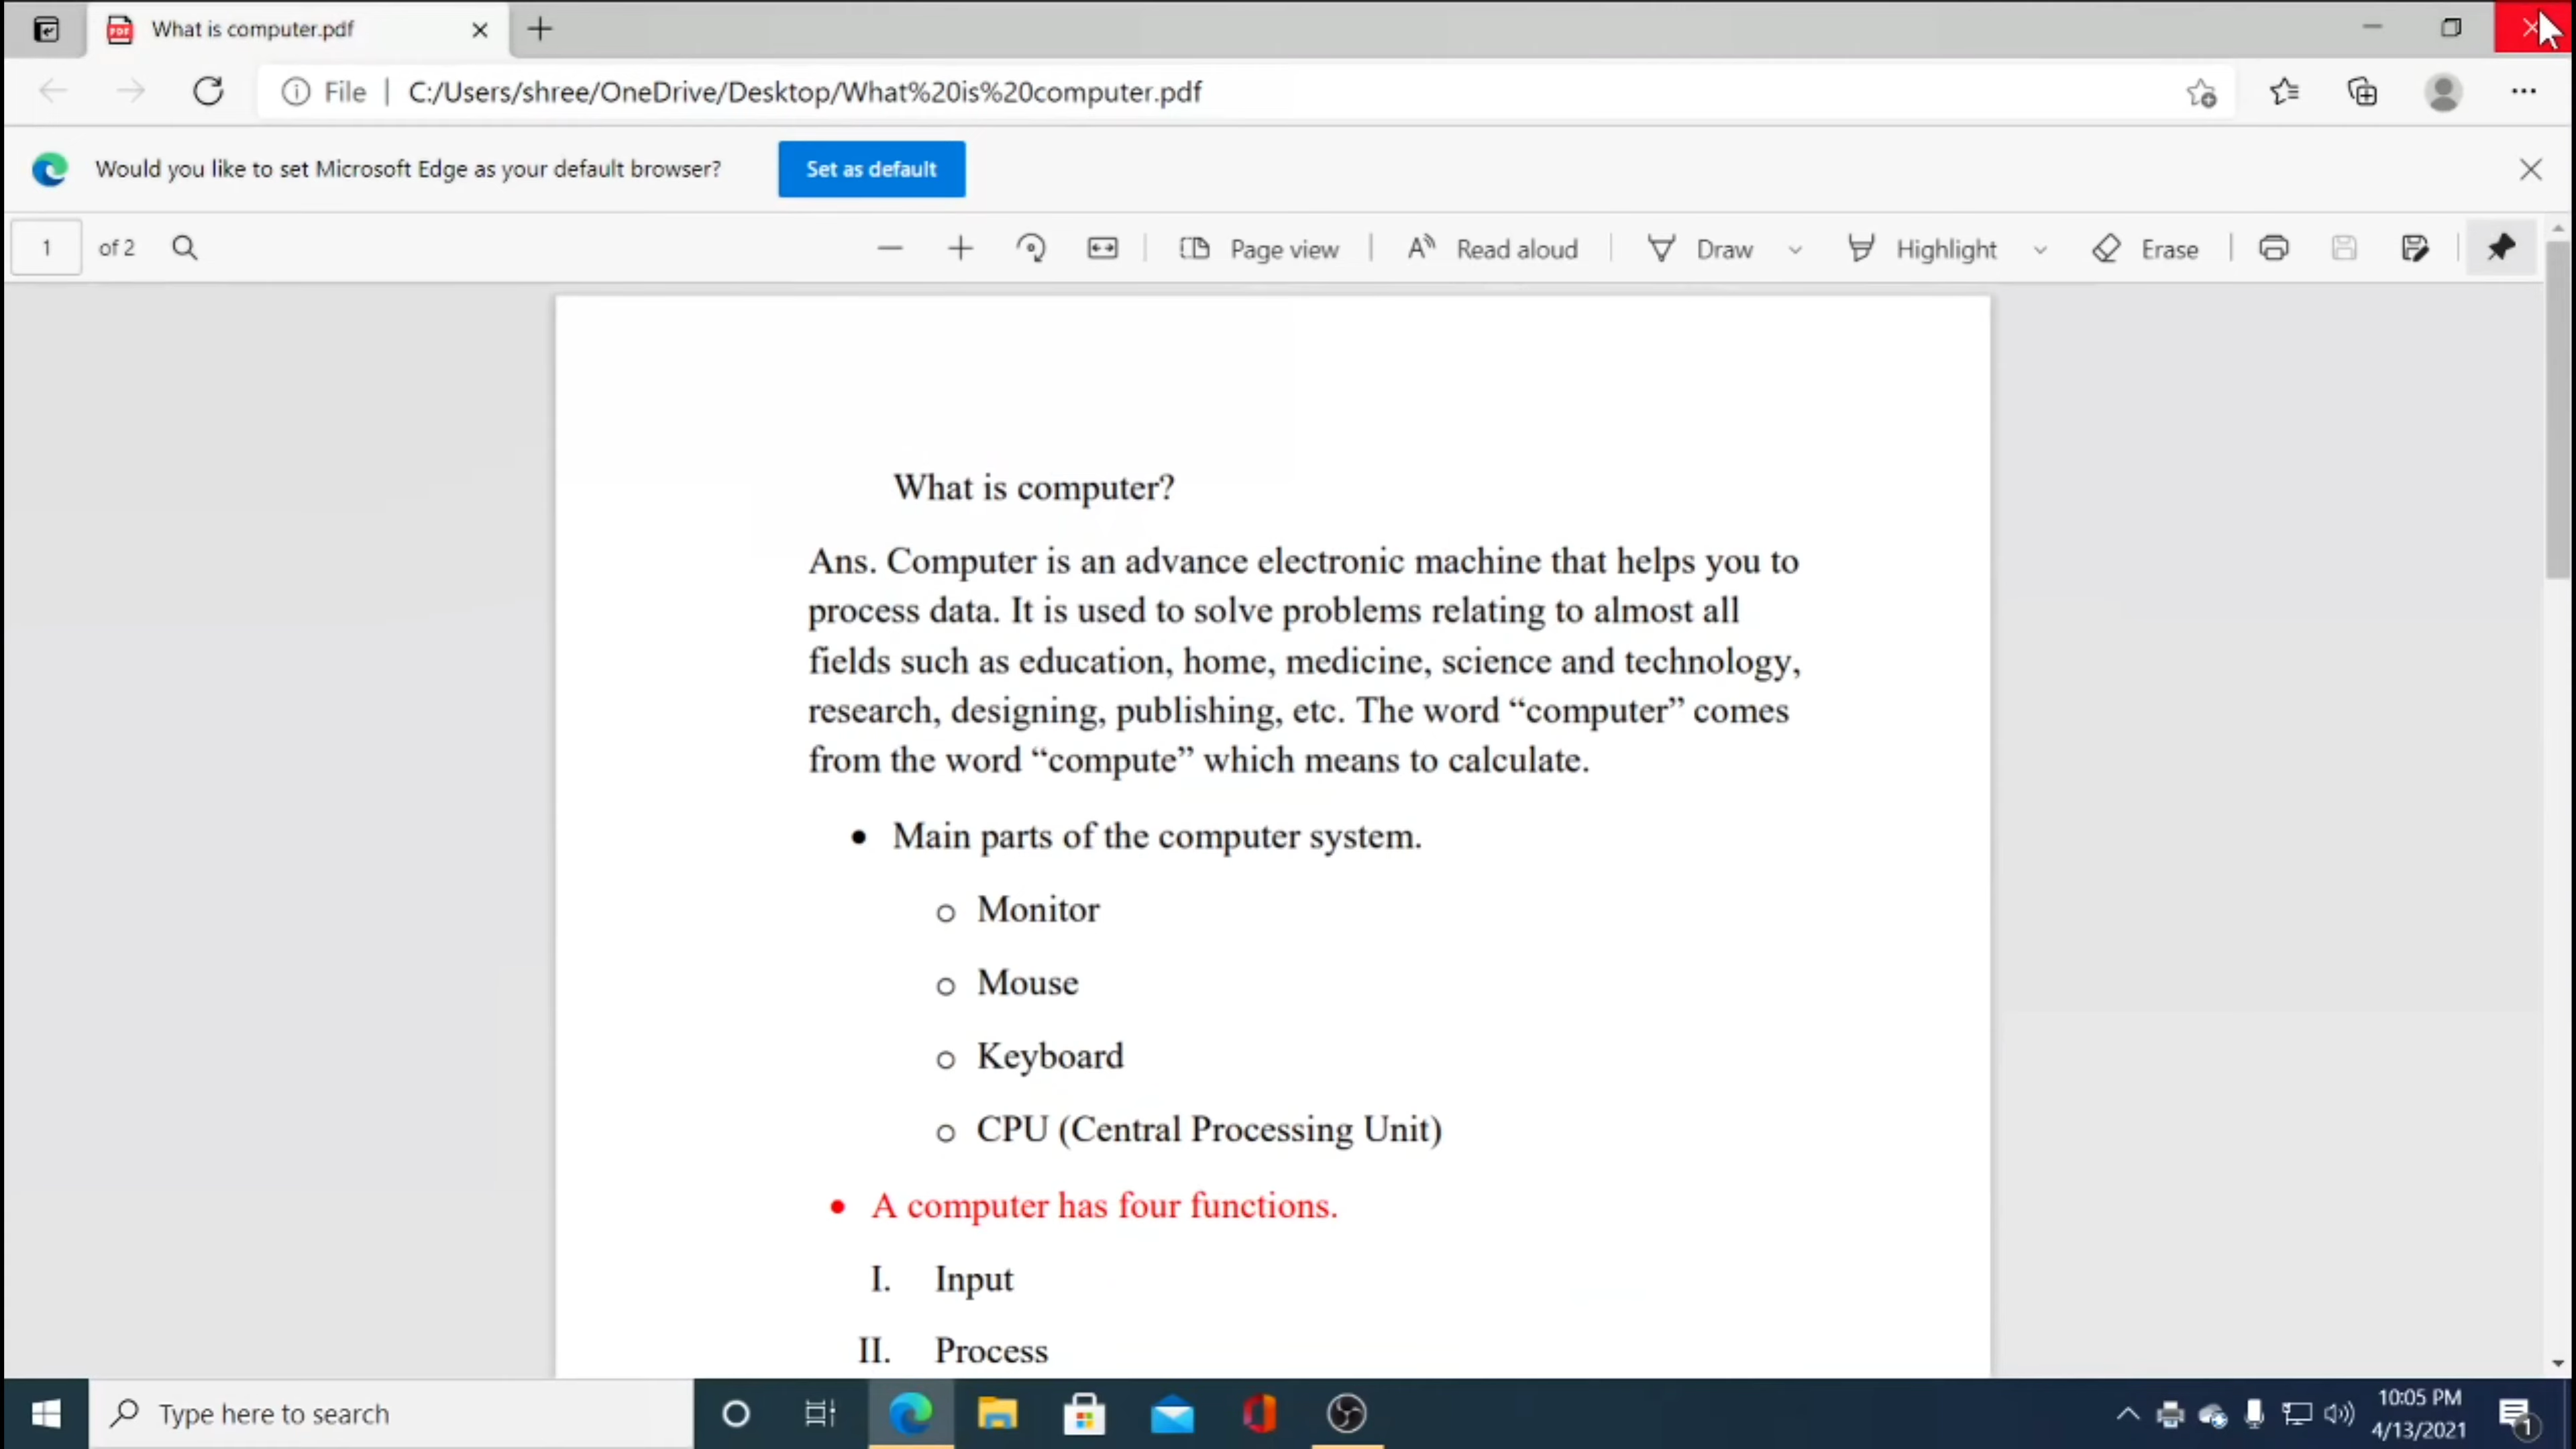 What is computer.pdf
File | C:/Users/shree/OneDrive/Desktop/What%20is%20computer.pdf
Would you like to set Microsoft Edge as your default browser? Set as default
1 of 2 Page view Read aloud Draw Highlight Erase
What is computer?
Ans. Computer is an advance electronic machine that helps you to
process data. It is used to solve problems relating to almost all
fields such as education, home, medicine, science and technology,
research, designing, publishing, etc. The word “computer” comes
from the word “compute” which means to calculate.
• Main parts of the computer system.
o Monitor
o Mouse
o Keyboard
o CPU (Central Processing Unit)
• A computer has four functions.
I. Input
II. Process
Type here to search
10:05 PM
4/13/2021
1